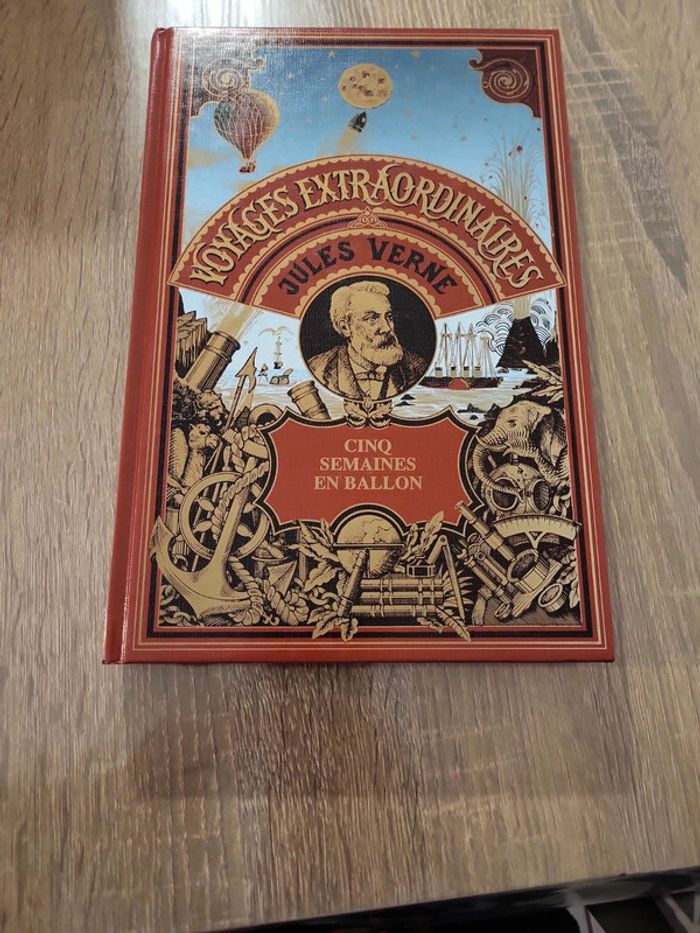 VOYAGES EXTRAORDINAIRES
JULES VERNE
CINQ
SEMAINES
EN BALLON